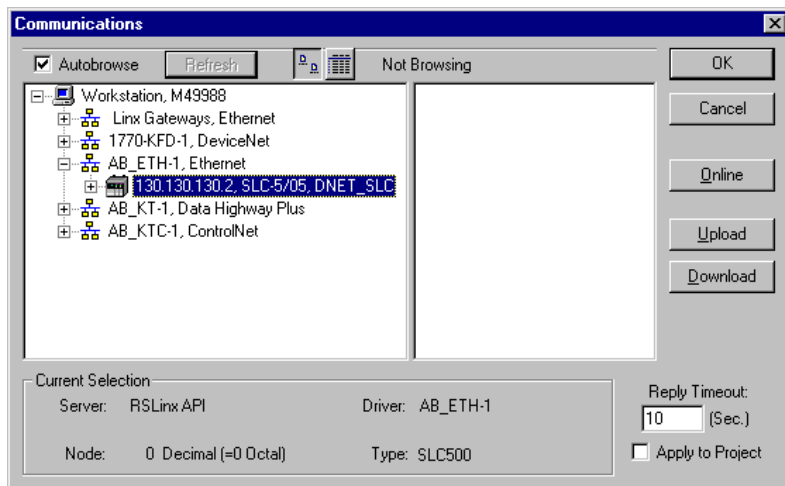 Communications
Autobrowse
Refresh
Not Browsing
OK
Workstation, M49988
Linx Gateways, Ethernet
1770-KFD-1, DeviceNet
AB_ETH-1, Ethernet
130.130.130.2, SLC-5/05, DNET_SLC
AB_KT-1, Data Highway Plus
AB_KTC-1, ControlNet
Cancel
Online
Upload
Download
Current Selection
Server: RSLinx API Driver: AB_ETH-1
Node: 0 Decimal (=0 Octal) Type: SLC500
Reply Timeout:
10 (Sec.)
Apply to Project